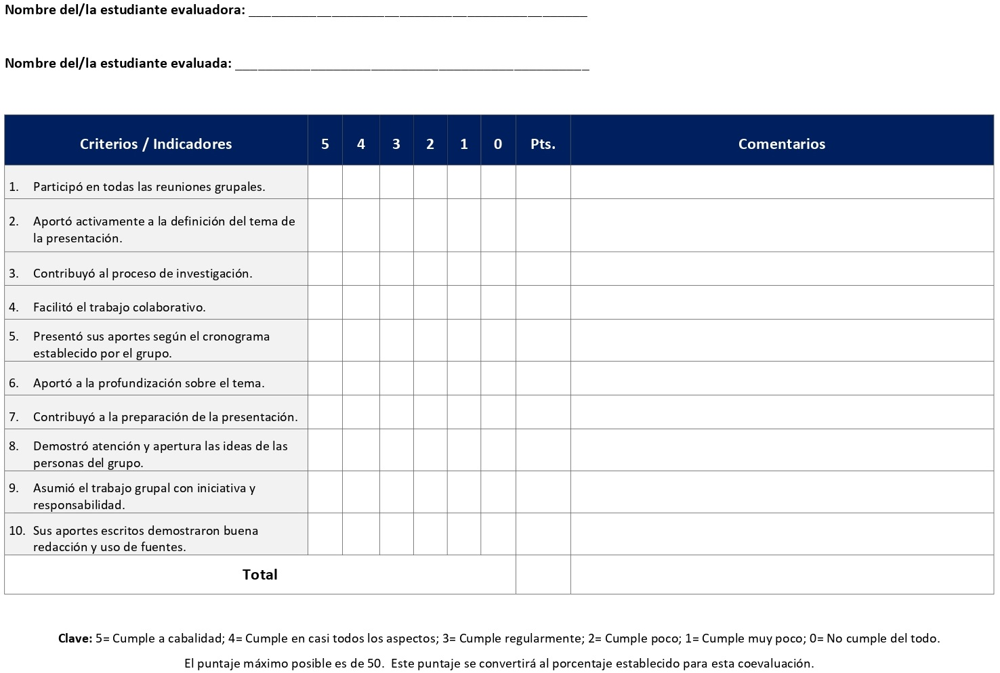 Nombre del/la estudiante evaluadora: _____________________________________________
Nombre del/la estudiante evaluada: _______________________________________________
Criterios / Indicadores 5 4 3 2 1 0 Pts. Comentarios
1. Participó en todas las reuniones grupales.
2. Aportó activamente a la definición del tema de
la presentación.
3. Contribuyó al proceso de investigación.
4. Facilitó el trabajo colaborativo.
5. Presentó sus aportes según el cronograma
establecido por el grupo.
6. Aportó a la profundización sobre el tema.
7. Contribuyó a la preparación de la presentación.
8. Demostró atención y apertura las ideas de las
personas del grupo.
9. Asumió el trabajo grupal con iniciativa y
responsabilidad.
10. Sus aportes escritos demostraron buena
redacción y uso de fuentes.
Total
Clave: 5= Cumple a cabalidad; 4= Cumple en casi todos los aspectos; 3= Cumple regularmente; 2= Cumple poco; 1= Cumple muy poco; 0= No cumple del todo.
El puntaje máximo posible es de 50. Este puntaje se convertirá al porcentaje establecido para esta coevaluación.